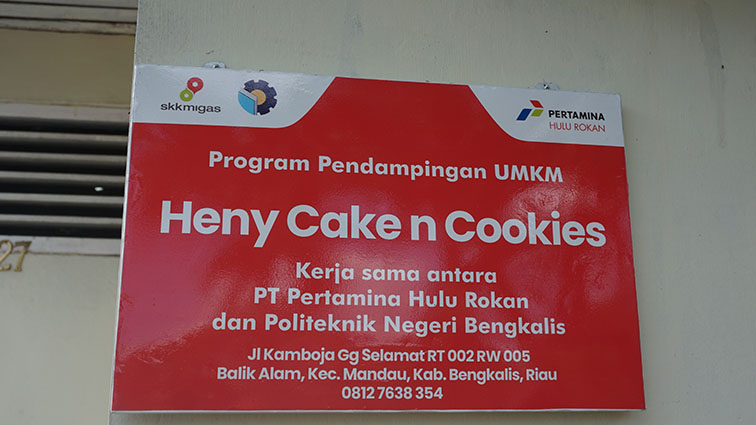 skkmigas
PERTAMINA
HULU ROKAN
Program Pendampingan UMKM
Heny Cake n Cookies
Kerja sama antara
PT Pertamina Hulu Rokan
dan Politeknik Negeri Bengkalis
Jl Kamboja Gg Selamat RT 002 RW 005
Balik Alam, Kec. Mandau, Kab. Bengkalis, Riau
0812 7638 354
27